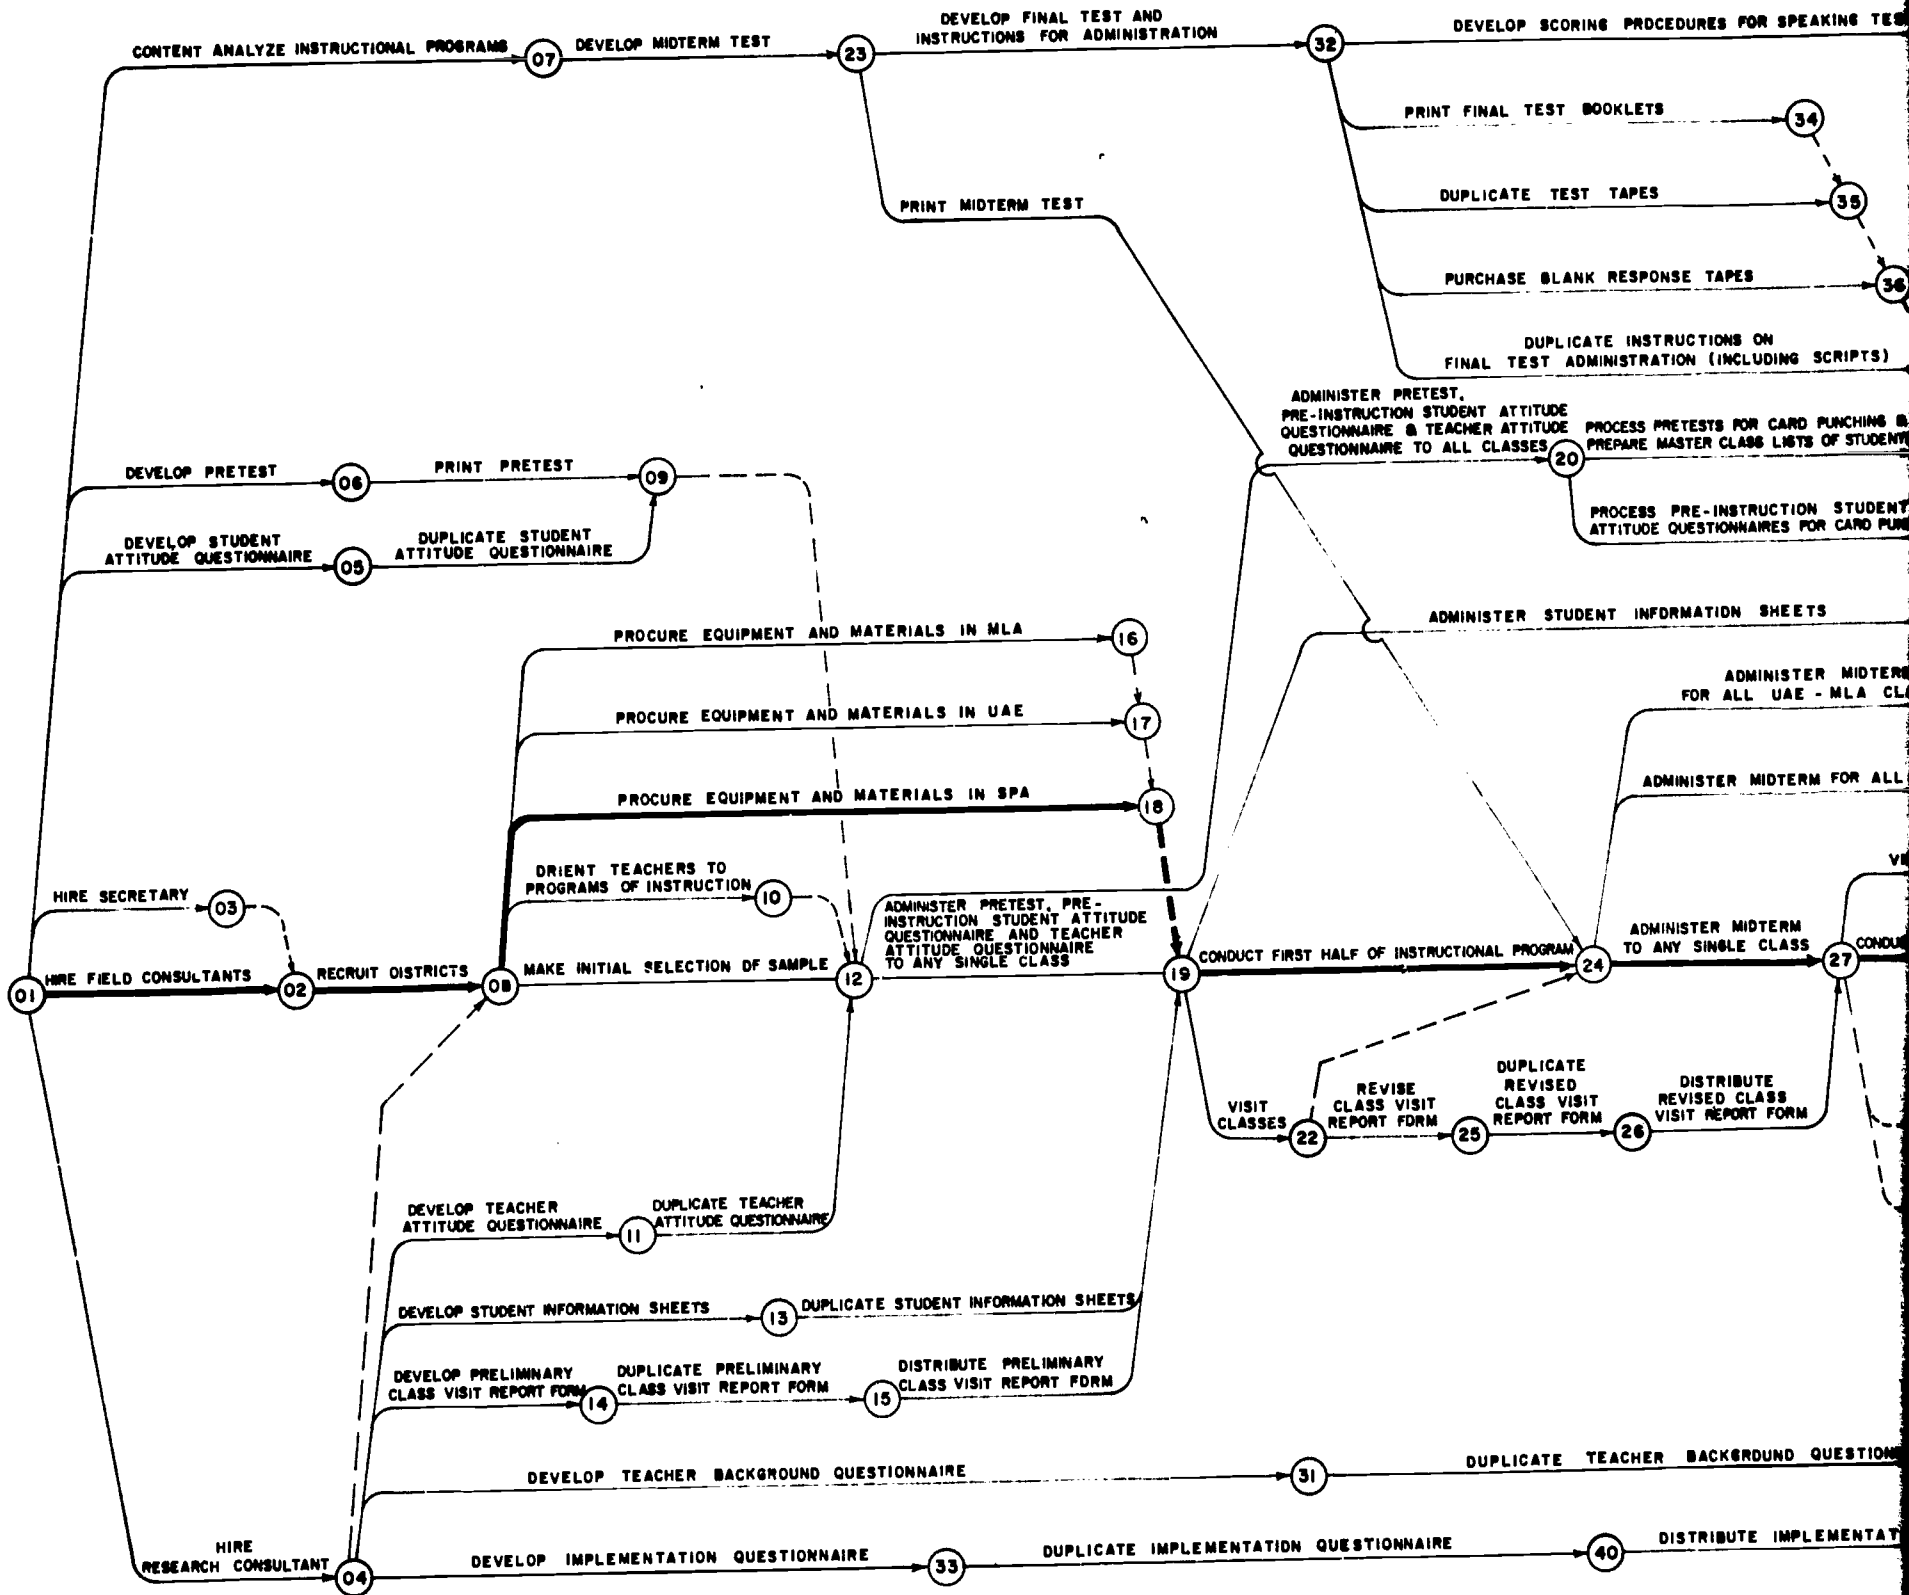 CONTENT ANALYZE INSTRUCTIONAL PROGRAMS
07
DEVELOP MIDTERM TEST
23
DEVELOP FINAL TEST AND
INSTRUCTIONS FOR ADMINISTRATION
32
DEVELOP SCORING PROCEDURES FOR SPEAKING TES
PRINT FINAL TEST BOOKLETS
34
PRINT MIDTERM TEST
DUPLICATE TEST TAPES
35
PURCHASE BLANK RESPONSE TAPES
36
DUPLICATE INSTRUCTIONS ON
FINAL TEST ADMINISTRATION (INCLUDING SCRIPTS)
ADMINISTER PRETEST,
PRE-INSTRUCTION STUDENT ATTITUDE
QUESTIONNAIRE & TEACHER ATTITUDE
QUESTIONNAIRE TO ALL CLASSES
20
PROCESS PRETESTS FOR CARD PUNCHING &
PREPARE MASTER CLASS LISTS OF STUDENT
PROCESS PRE-INSTRUCTION STUDENT
ATTITUDE QUESTIONNAIRES FOR CARD PUN
DEVELOP PRETEST
06
PRINT PRETEST
09
DEVELOP STUDENT
ATTITUDE QUESTIONNAIRE
05
DUPLICATE STUDENT
ATTITUDE QUESTIONNAIRE
PROCURE EQUIPMENT AND MATERIALS IN MLA
16
ADMINISTER STUDENT INFORMATION SHEETS
PROCURE EQUIPMENT AND MATERIALS IN UAE
17
ADMINISTER MIDTERM
FOR ALL UAE - MLA CLA
PROCURE EQUIPMENT AND MATERIALS IN SPA
18
ADMINISTER MIDTERM FOR ALL
HIRE SECRETARY
03
ORIENT TEACHERS TO
PROGRAMS OF INSTRUCTION
10
ADMINISTER PRETEST, PRE-
INSTRUCTION STUDENT ATTITUDE
QUESTIONNAIRE AND TEACHER
ATTITUDE QUESTIONNAIRE
TO ANY SINGLE CLASS
VI
01
HIRE FIELD CONSULTANTS
02
RECRUIT DISTRICTS
08
MAKE INITIAL SELECTION OF SAMPLE
12
19
CONDUCT FIRST HALF OF INSTRUCTIONAL PROGRAM
24
ADMINISTER MIDTERM
TO ANY SINGLE CLASS
27
CONDU
VISIT
CLASSES
22
REVISE
CLASS VISIT
REPORT FORM
25
DUPLICATE
REVISED
CLASS VISIT
REPORT FORM
26
DISTRIBUTE
REVISED CLASS
VISIT REPORT FORM
DEVELOP TEACHER
ATTITUDE QUESTIONNAIRE
11
DUPLICATE TEACHER
ATTITUDE QUESTIONNAIRE
DEVELOP STUDENT INFORMATION SHEETS
13
DUPLICATE STUDENT INFORMATION SHEETS
DEVELOP PRELIMINARY
CLASS VISIT REPORT FORM
14
DUPLICATE PRELIMINARY
CLASS VISIT REPORT FORM
15
DISTRIBUTE PRELIMINARY
CLASS VISIT REPORT FORM
DEVELOP TEACHER BACKGROUND QUESTIONNAIRE
31
DUPLICATE TEACHER BACKGROUND QUESTION
HIRE
RESEARCH CONSULTANT
04
DEVELOP IMPLEMENTATION QUESTIONNAIRE
33
DUPLICATE IMPLEMENTATION QUESTIONNAIRE
40
DISTRIBUTE IMPLEMENTAT